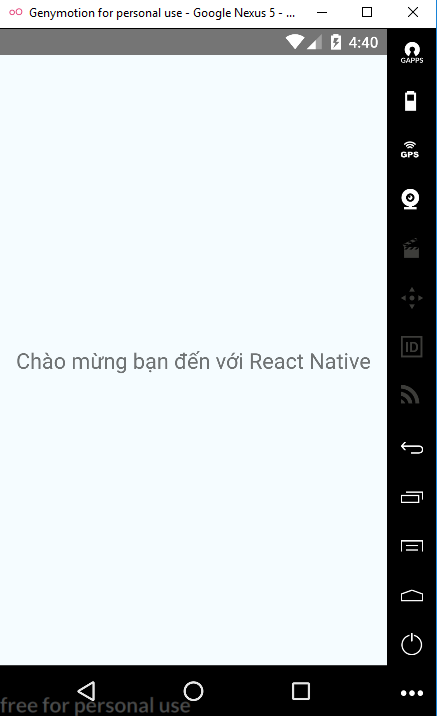 Genymotion for personal use - Google Nexus 5 - ...
4:40
GAPPS
GPS
Chào mừng bạn đến với React Native
ID
free for personal use